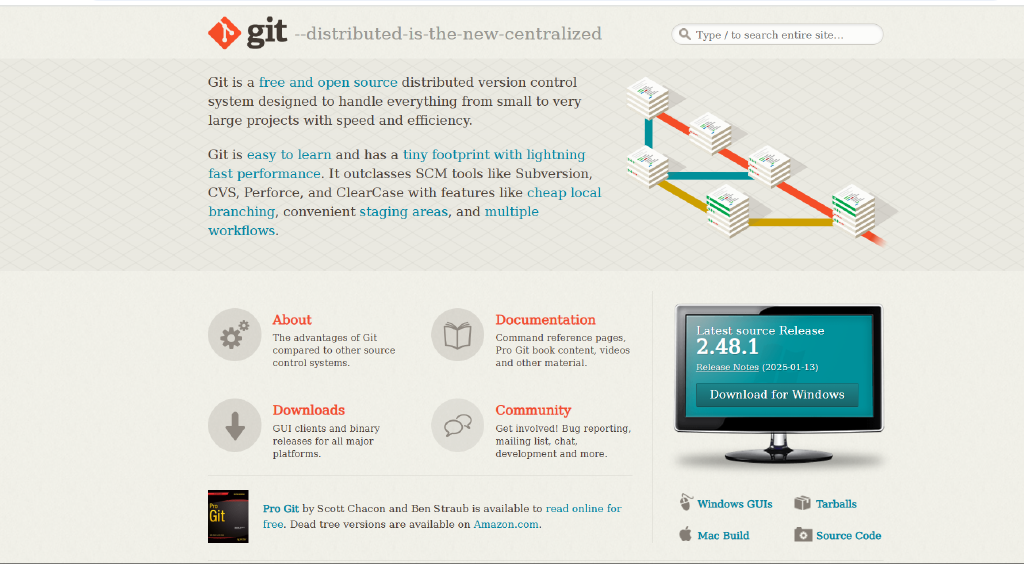 git --distributed-is-the-new-centralized
Type / to search entire site...
Git is a free and open source distributed version control
system designed to handle everything from small to very
large projects with speed and efficiency.
Git is easy to learn and has a tiny footprint with lightning
fast performance. It outclasses SCM tools like Subversion,
CVS, Perforce, and ClearCase with features like cheap local
branching, convenient staging areas, and multiple
workflows.
About
The advantages of Git
compared to other source
control systems.
Documentation
Command reference pages,
Pro Git book content, videos
and other material.
Downloads
GUI clients and binary
releases for all major
platforms.
Community
Get involved! Bug reporting,
mailing list, chat,
development and more.
Pro
Git
Pro Git by Scott Chacon and Ben Straub is available to read online for
free. Dead tree versions are available on Amazon.com.
Latest source Release
2.48.1
Release Notes (2025-01-13)
Download for Windows
Windows GUIs
Tarballs
Mac Build
Source Code